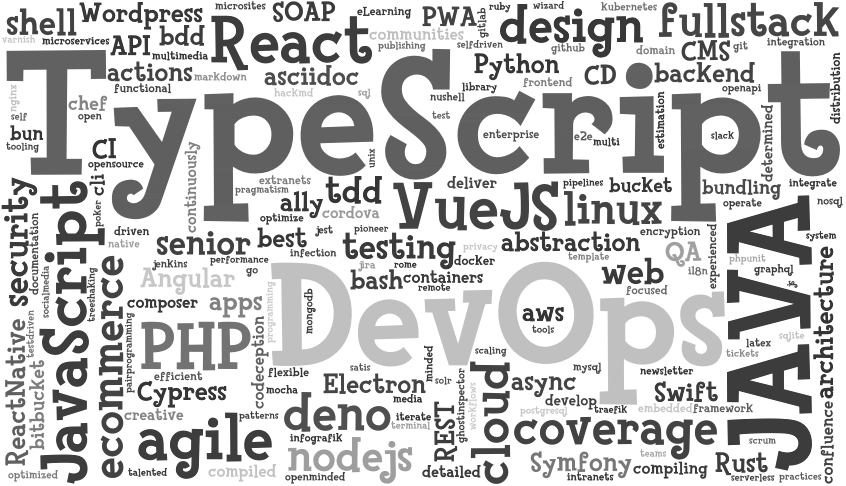 microsites
SOAP
eLearning
ruby
wizard
kubernetes
shell
Wordpress
PWA
gitlab
design
fullstack
varnish
microservices
API
bdd
React
communities
publishing
selfdriven
github
domain
CMS
git
integration
multimedia
actions
markdown
asciidoc
Python
CD
backend
functional
hackmd
sql
nushell
library
frontend
openapi
distribution
nginx
self
chef
open
TypeScript
test
enterprise
e2e
multi
estimation
slack
determined
bun
tooling
CI
opensource
continuously
unix
cli
poker
extranets
pragmatism
ally
tdd
cordova
optimize
VueJS
deliver
pipelines
bucket
linux
bundling
operate
integrate
nosql
security
documentation
JavaScript
driven
native
senior
best
jest
pioneer
infection
testing
privacy
abstraction
encryption
QA
experienced
JAVA
system
jenkins
performance
go
jira
rome
docker
template
il8n
phpunit
graphql
socialmedia
treeshaking
ecommerce
Angular
bash
containers
remote
web
focused
architecture
composer
apps
programming
mongodb
DevOps
aws
tools
ReactNative
testdriven
bitbucket
pairprogramming
PHP
codeception
latex
sqlite
tickets
efficient
flexible
satis
minded
scaling
mysql
newsletter
Cypress
mocha
Electron
media
solr
ghostinspector
workflows
cloud
async
develop
Swift
creative
patterns
deno
iterate
terminal
REST
postgresql
traefik
embedded
framework
agile
infografik
coverage
scrum
confluence
nodejs
Symfony
teams
compiling
Rust
optimized
talented
compiled
openminded
detailed
intranets
serverless
practices